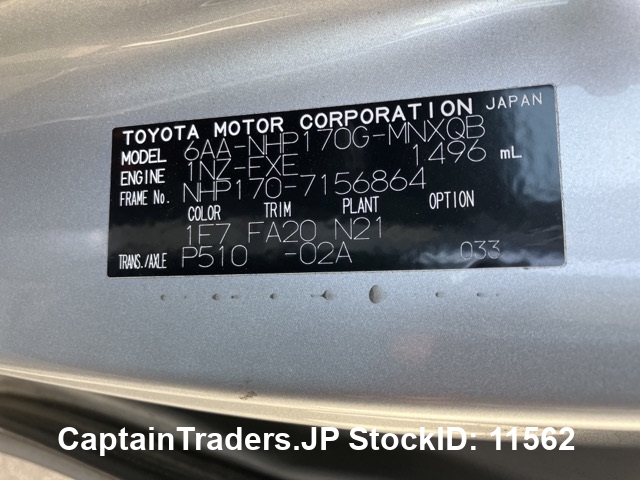 TOYOTA MOTOR CORPORATION JAPAN
MODEL 6AA-NHP170G-MNXQB
ENGINE 1NZ-EXE 1496 mL
FRAME No. NHP170-7156864
COLOR TRIM PLANT OPTION
1F7 FA20 N21
TRANS./AXLE P510 -02A 033
CaptainTraders.JP StockID: 11562